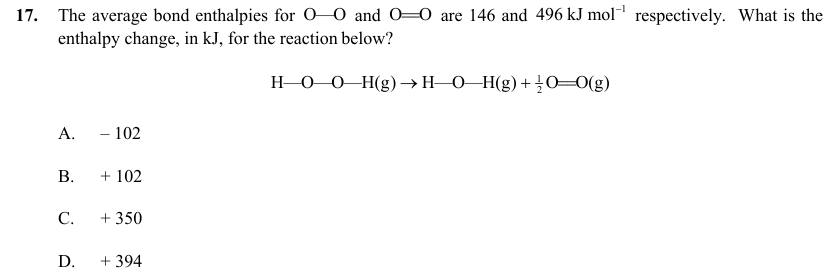 17. The average bond enthalpies for O—O and O=O are 146 and 496 kJ mol⁻¹ respectively. What is the
enthalpy change, in kJ, for the reaction below?
H—O—O—H(g) → H—O—H(g) + ½O=O(g)
A. – 102
B. + 102
C. + 350
D. + 394